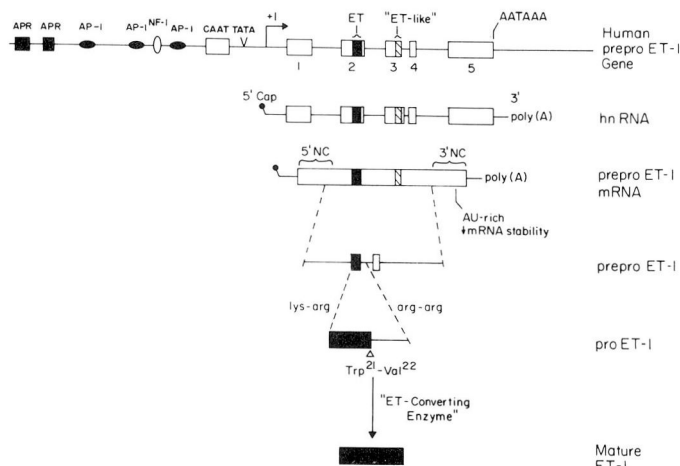 APR APR AP-1 AP-1 NF-1 AP-1 CAAT TATA +1 ET "ET-like" AATAAA
Human
prepro ET-1
Gene
1 2 3 4 5
5' Cap 3'
poly(A) hn RNA
5' NC 3' NC
poly(A) prepro ET-1
mRNA
AU-rich
↓mRNA stability
prepro ET-1
lys-arg arg-arg
pro ET-1
Trp21-Val22
"ET-Converting
Enzyme"
Mature
ET-1